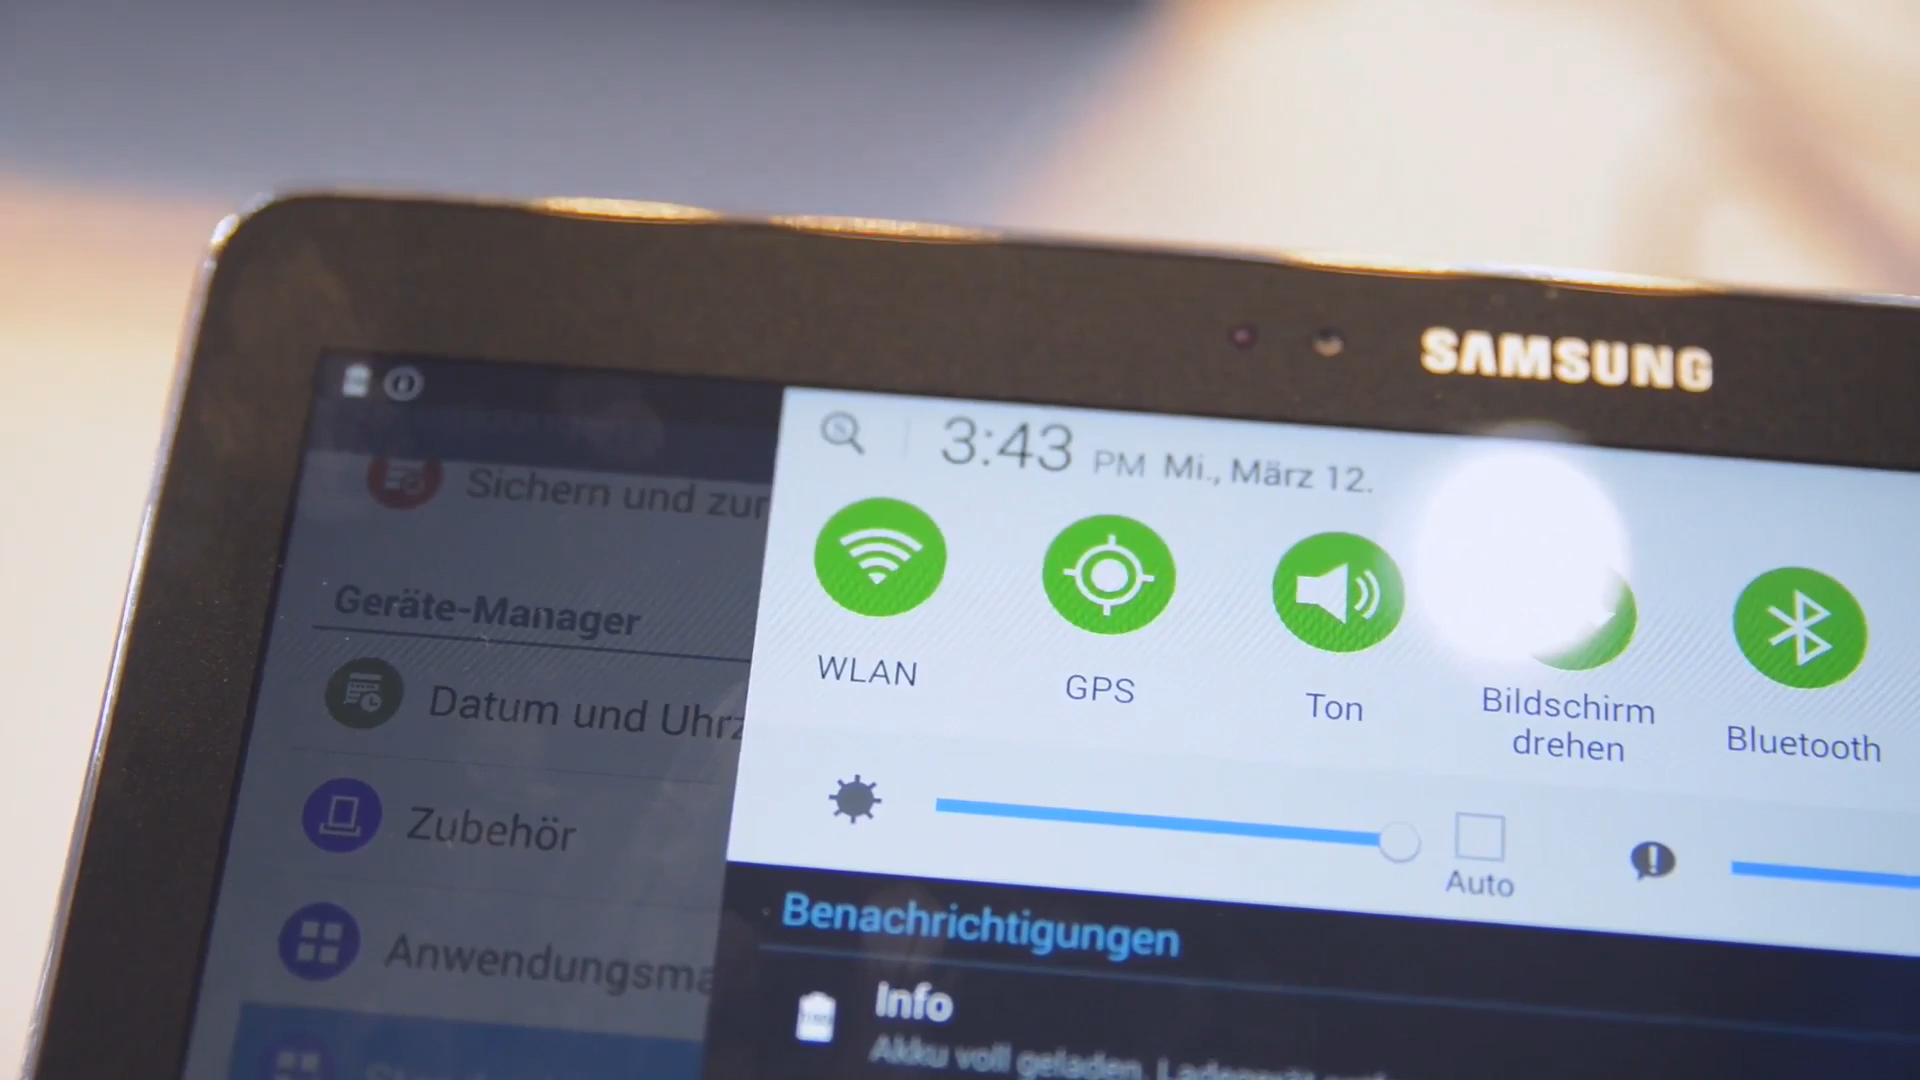 SAMSUNG
3:43 PM Mi., März 12.
Sichern und zur
Geräte-Manager
Datum und Uhrz
Zubehör
Anwendungsma
WLAN
GPS
Ton
Bildschirm
drehen
Bluetooth
Auto
Benachrichtigungen
Info
Akku voll geladen. Ladegerät